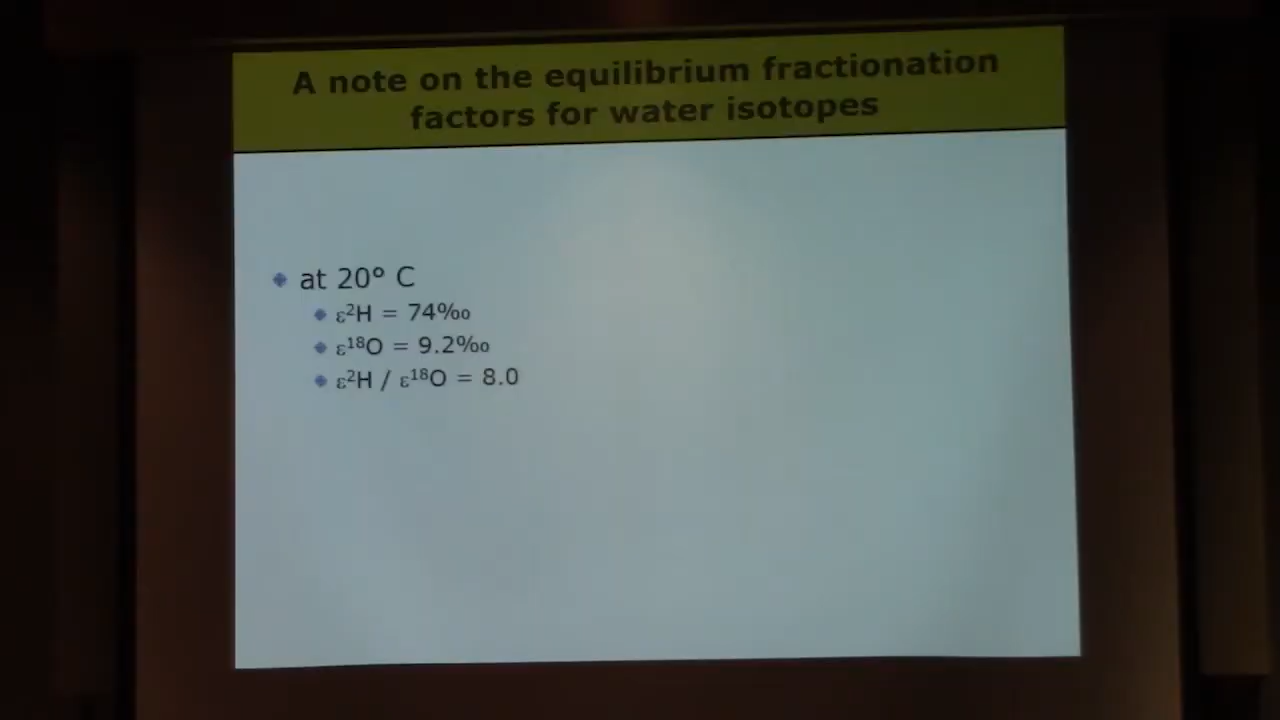 A note on the equilibrium fractionation
factors for water isotopes
at 20° C
ε²H = 74‰
ε¹⁸O = 9.2‰
ε²H / ε¹⁸O = 8.0